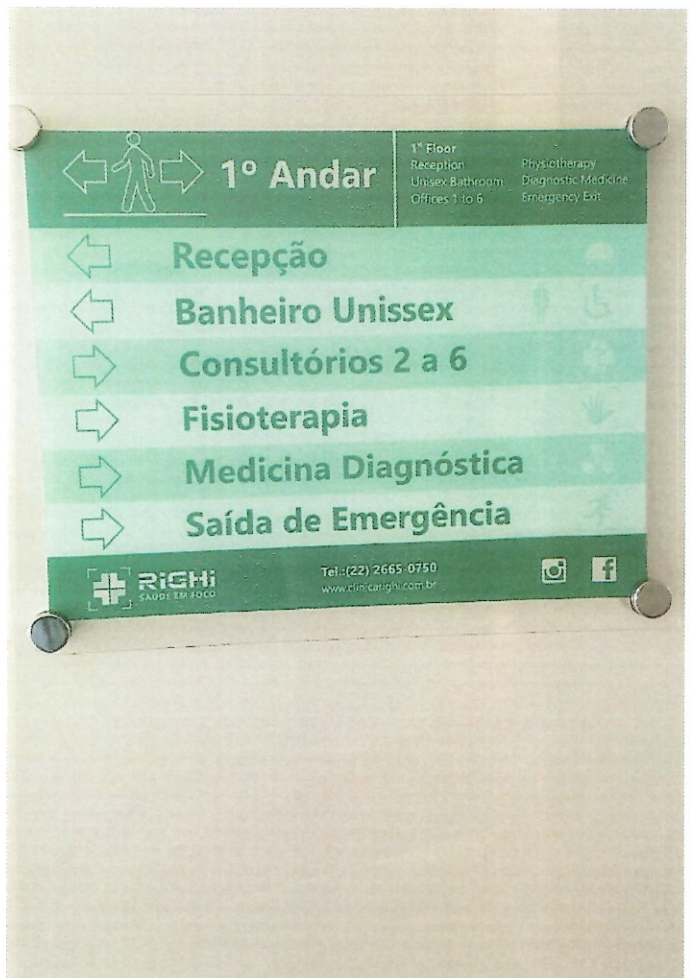 1º Andar
1º Floor
Reception
Unisex Bathroom
Offices 1 to 6
Physiotherapy
Diagnostic Medicine
Emergency Exit
Recepção
Banheiro Unissex
Consultórios 2 a 6
Fisioterapia
Medicina Diagnóstica
Saída de Emergência
RiGHi
SAÚDE EM FOCO
Tel.:(22) 2665-0750
www.clinicarighi.com.br